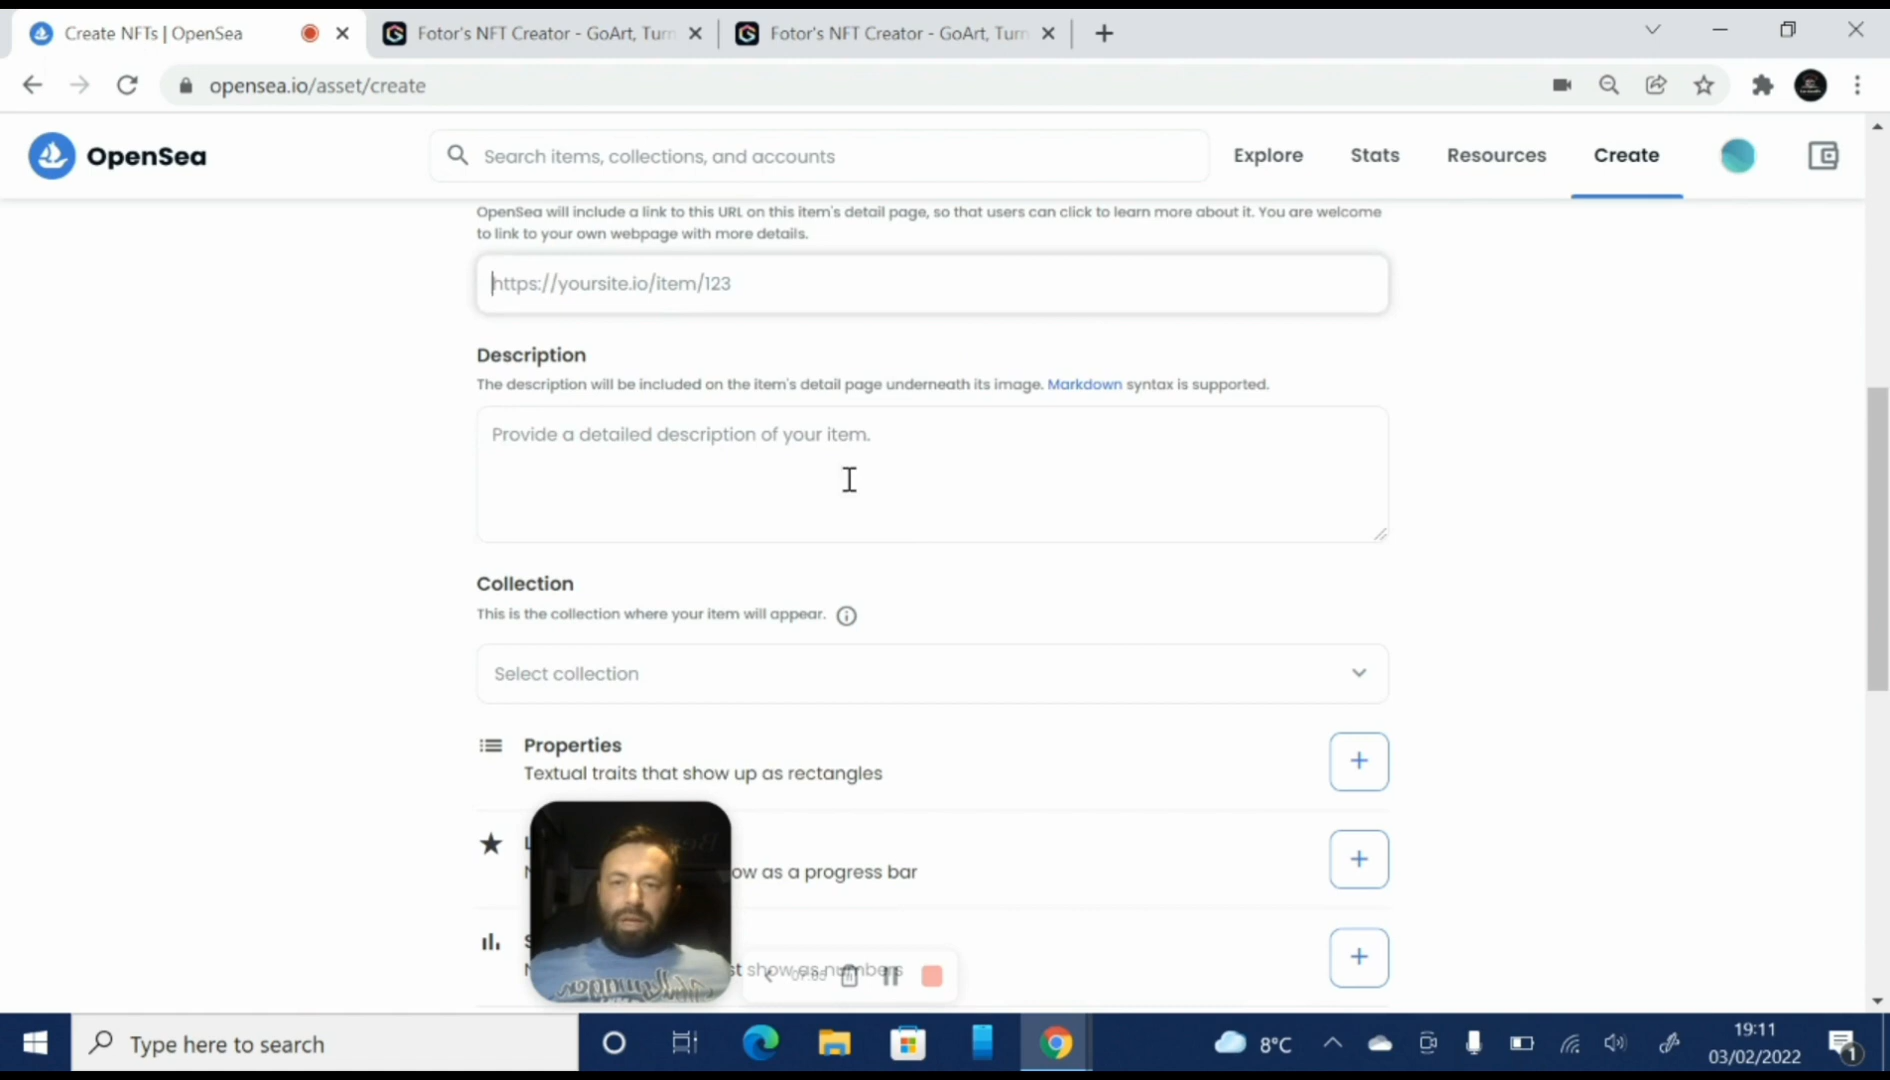 Create NFTs | OpenSea
Fotor's NFT Creator - GoArt, Turn
Fotor's NFT Creator - GoArt, Turn
opensea.io/asset/create
OpenSea
Search items, collections, and accounts
Explore
Stats
Resources
Create
OpenSea will include a link to this URL on this item's detail page, so that users can click to learn more about it. You are welcome
to link to your own webpage with more details.
https://yoursite.io/item/123
Description
The description will be included on the item's detail page underneath its image. Markdown syntax is supported.
Provide a detailed description of your item.
Collection
This is the collection where your item will appear.
Select collection
Properties
Textual traits that show up as rectangles
ow as a progress bar
t show as numbers
Type here to search
8°C
19:11
03/02/2022
1